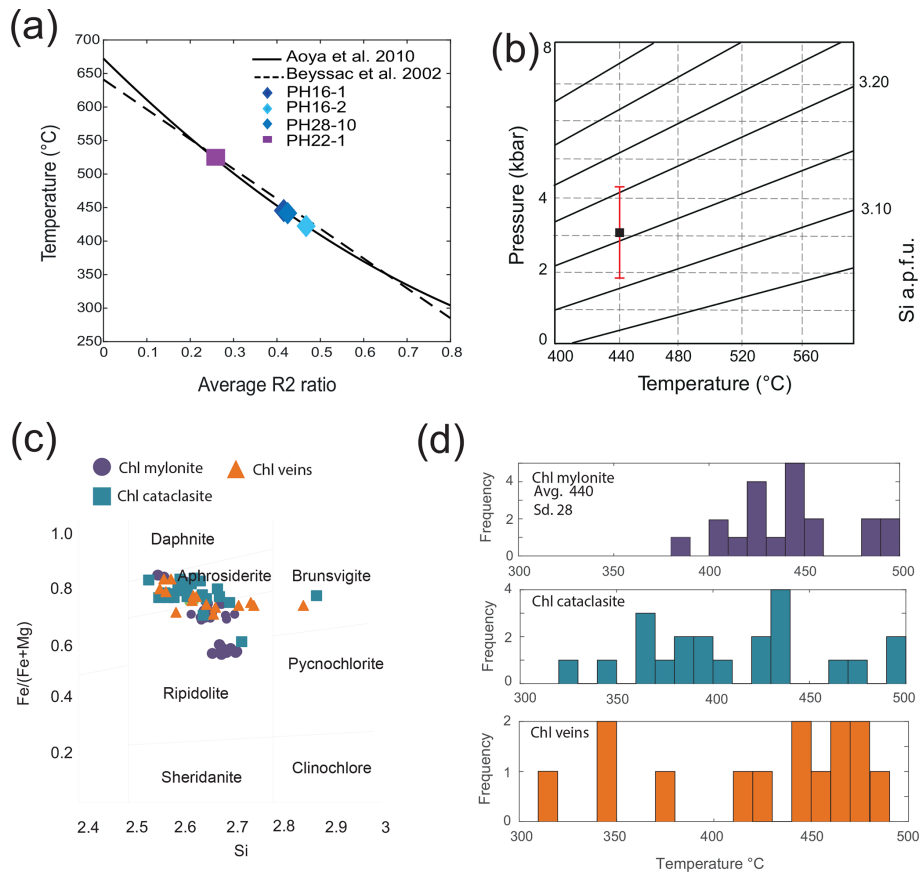 (a)
700
650
600
550
500
450
400
350
300
250
Temperature (°C)
Aoya et al. 2010
Beyssac et al. 2002
PH16-1
PH16-2
PH28-10
PH22-1
0 0.1 0.2 0.3 0.4 0.5 0.6 0.7 0.8
Average R2 ratio
(b)
8
4
2
0
Pressure (kbar)
3.20
3.10
Si a.p.f.u.
400 440 480 520 560
Temperature (°C)
(c)
Chl mylonite
Chl veins
Chl cataclasite
1.0
0.8
0.6
0.4
0.2
Fe/(Fe+Mg)
Daphnite
Aphrosiderite
Brunsvigite
Pycnochlorite
Ripidolite
Sheridanite
Clinochlore
2.4 2.5 2.6 2.7 2.8 2.9 3
Si
(d)
Chl mylonite
Avg. 440
Sd. 28
Frequency
4
2
0
300 350 400 450 500
Chl cataclasite
Frequency
4
2
0
300 350 400 450 500
Chl veins
Frequency
2
1
0
300 350 400 450 500
Temperature °C